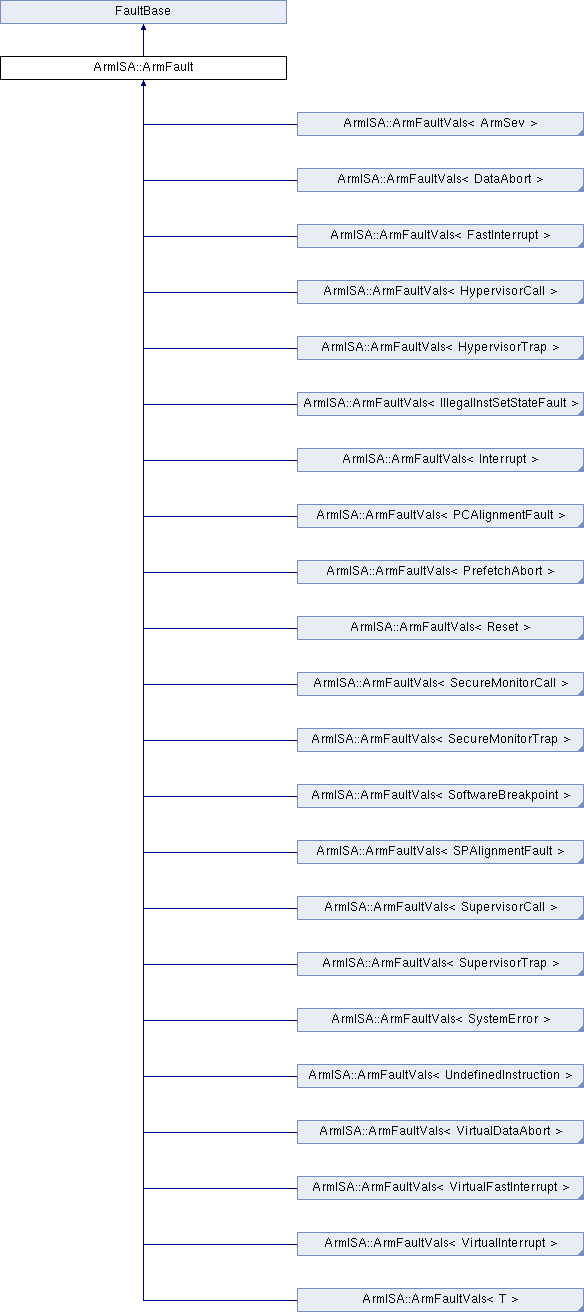 FaultBase
ArmISA::ArmFault
ArmISA::ArmFaultVals< ArmSev >
ArmISA::ArmFaultVals< DataAbort >
ArmISA::ArmFaultVals< FastInterrupt >
ArmISA::ArmFaultVals< HypervisorCall >
ArmISA::ArmFaultVals< HypervisorTrap >
ArmISA::ArmFaultVals< IllegalInstSetStateFault >
ArmISA::ArmFaultVals< Interrupt >
ArmISA::ArmFaultVals< PCAlignmentFault >
ArmISA::ArmFaultVals< PrefetchAbort >
ArmISA::ArmFaultVals< Reset >
ArmISA::ArmFaultVals< SecureMonitorCall >
ArmISA::ArmFaultVals< SecureMonitorTrap >
ArmISA::ArmFaultVals< SoftwareBreakpoint >
ArmISA::ArmFaultVals< SPAlignmentFault >
ArmISA::ArmFaultVals< SupervisorCall >
ArmISA::ArmFaultVals< SupervisorTrap >
ArmISA::ArmFaultVals< SystemError >
ArmISA::ArmFaultVals< UndefinedInstruction >
ArmISA::ArmFaultVals< VirtualDataAbort >
ArmISA::ArmFaultVals< VirtualFastInterrupt >
ArmISA::ArmFaultVals< VirtualInterrupt >
ArmISA::ArmFaultVals< T >